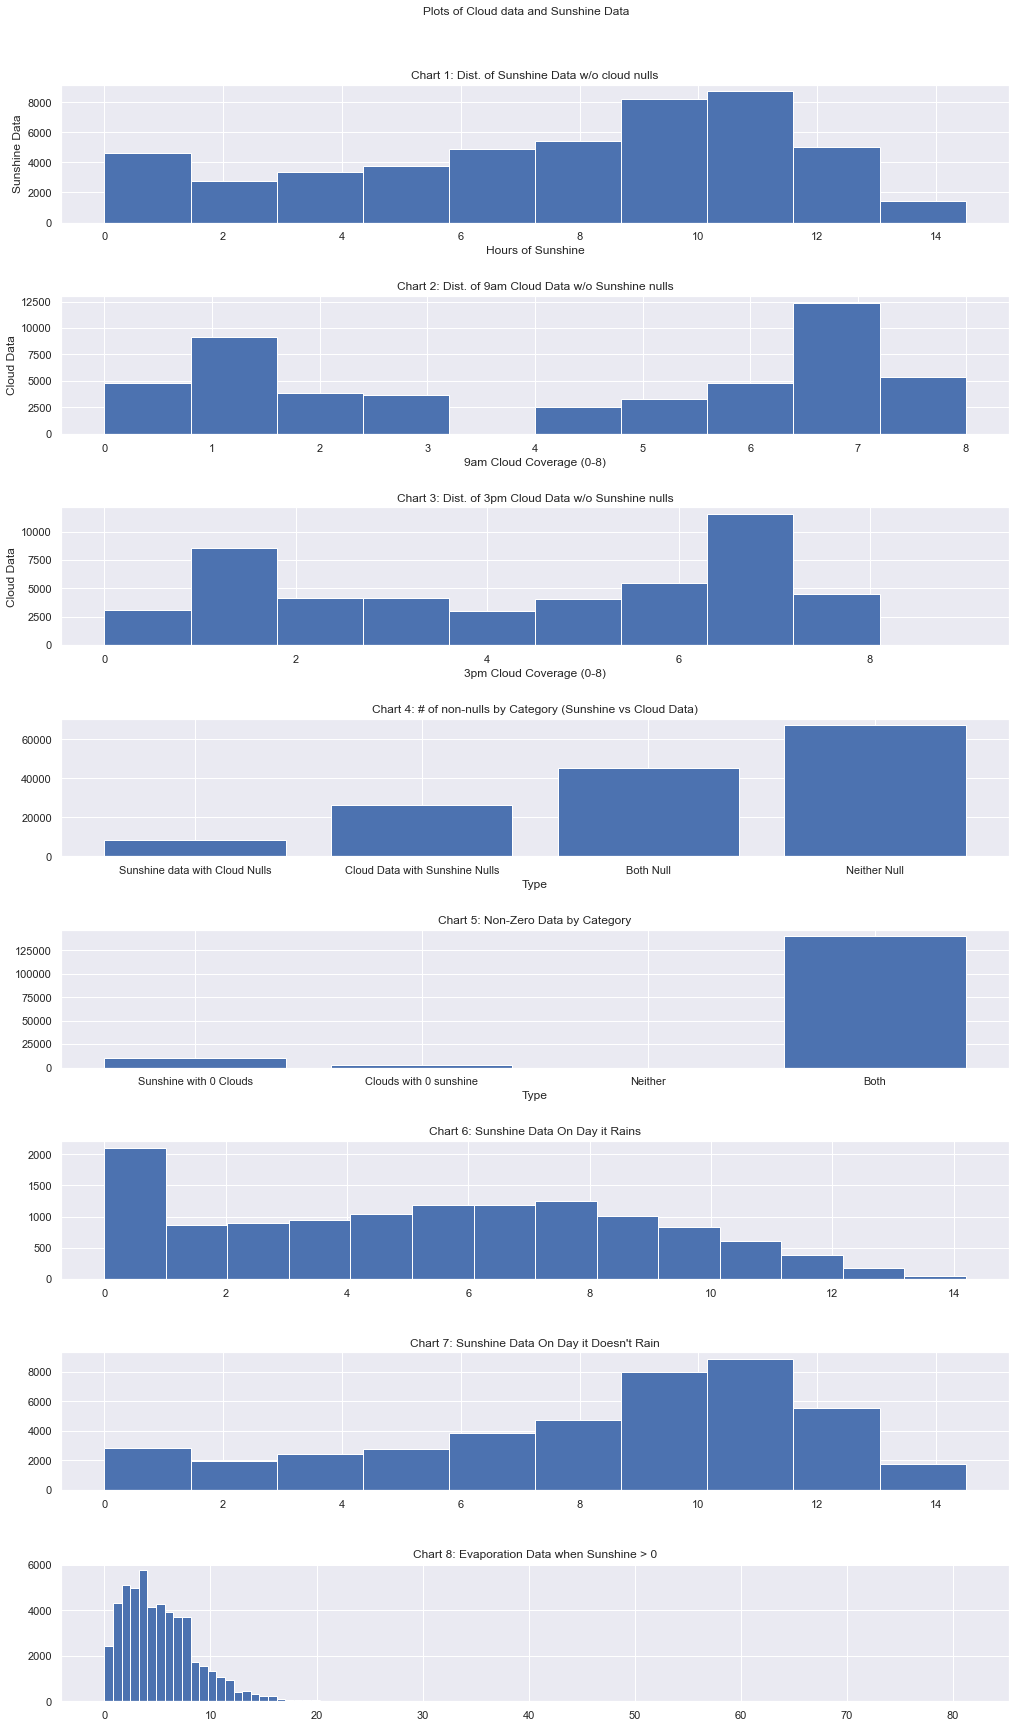 Plots of Cloud data and Sunshine Data
Chart 1: Dist. of Sunshine Data w/o cloud nulls
Sunshine Data
8000
6000
4000
2000
0
0 2 4 6 8 10 12 14
Hours of Sunshine
Chart 2: Dist. of 9am Cloud Data w/o Sunshine nulls
Cloud Data
12500
10000
7500
5000
2500
0
0 1 2 3 4 5 6 7 8
9am Cloud Coverage (0-8)
Chart 3: Dist. of 3pm Cloud Data w/o Sunshine nulls
Cloud Data
10000
7500
5000
2500
0
0 2 4 6 8
3pm Cloud Coverage (0-8)
Chart 4: # of non-nulls by Category (Sunshine vs Cloud Data)
60000
40000
20000
0
Sunshine data with Cloud Nulls Cloud Data with Sunshine Nulls Both Null Neither Null
Type
Chart 5: Non-Zero Data by Category
125000
100000
75000
50000
25000
0
Sunshine with 0 Clouds Clouds with 0 sunshine Neither Both
Type
Chart 6: Sunshine Data On Day it Rains
2000
1500
1000
500
0
0 2 4 6 8 10 12 14
Chart 7: Sunshine Data On Day it Doesn't Rain
8000
6000
4000
2000
0
0 2 4 6 8 10 12 14
Chart 8: Evaporation Data when Sunshine > 0
6000
4000
2000
0
0 10 20 30 40 50 60 70 80